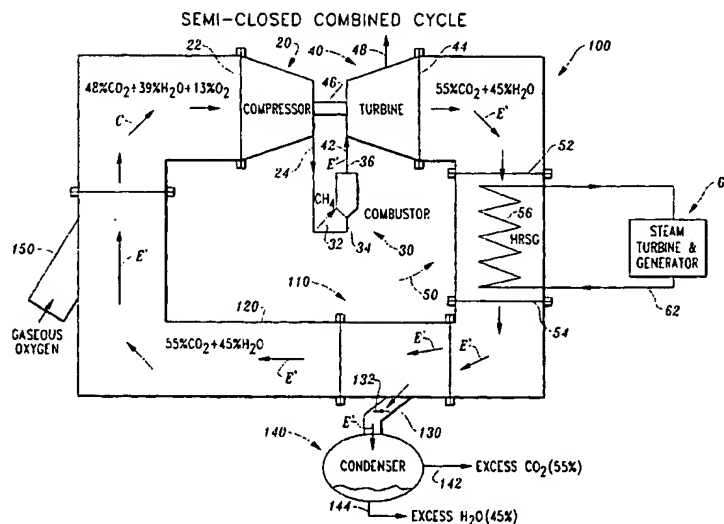 SEMI-CLOSED COMBINED CYCLE
20
40
48
44
100
22
48%CO2+39%H2O+13%O2
46
55%CO2+45%H2O
COMPRESSOR
TURBINE
C
E'
42
24
E'
36
52
CH4
COMBUSTOR
56
G
HRSG
STEAM
TURBINE &
GENERATOR
32
34
30
150
E'
110
50
62
GASEOUS
OXYGEN
120
54
55%CO2+45%H2O
E'
E'
E'
E'
132
130
E'
140
CONDENSER
EXCESS CO2(55%)
142
144
EXCESS H2O(45%)